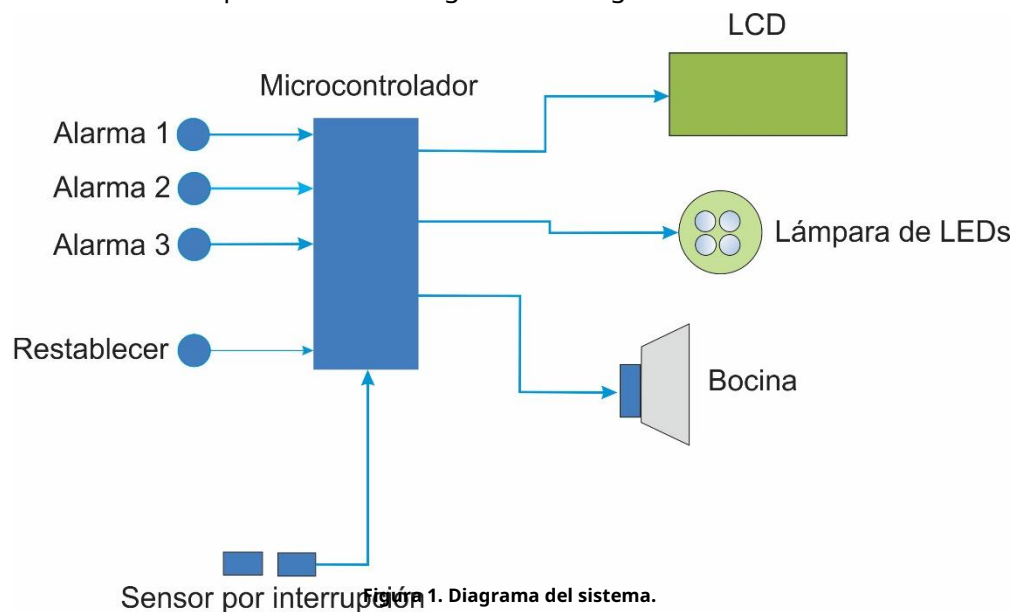 LCD
Microcontrolador
Alarma 1
Alarma 2
Alarma 3
Lámpara de LEDs
Restablecer
Bocina
Sensor por interrupción
Figura 1. Diagrama del sistema.